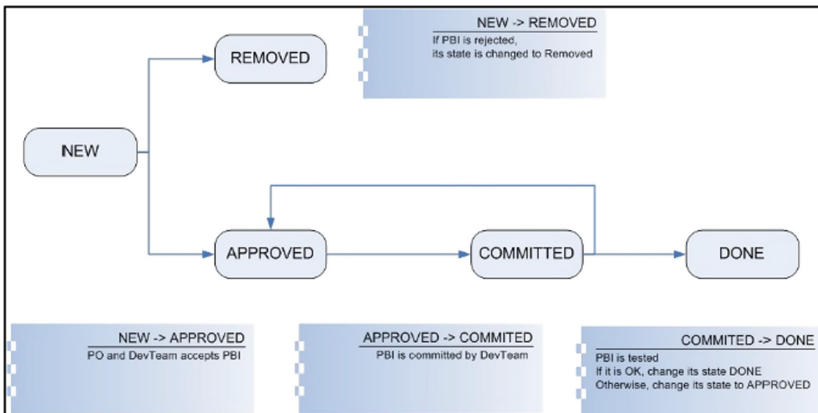 NEW -> REMOVED
If PBI is rejected,
its state is changed to Removed
REMOVED
NEW
APPROVED
COMMITTED
DONE
NEW -> APPROVED
PO and DevTeam accepts PBI
APPROVED -> COMMITED
PBI is committed by DevTeam
COMMITED -> DONE
PBI is tested
If it is OK, change its state DONE
Otherwise, change its state to APPROVED